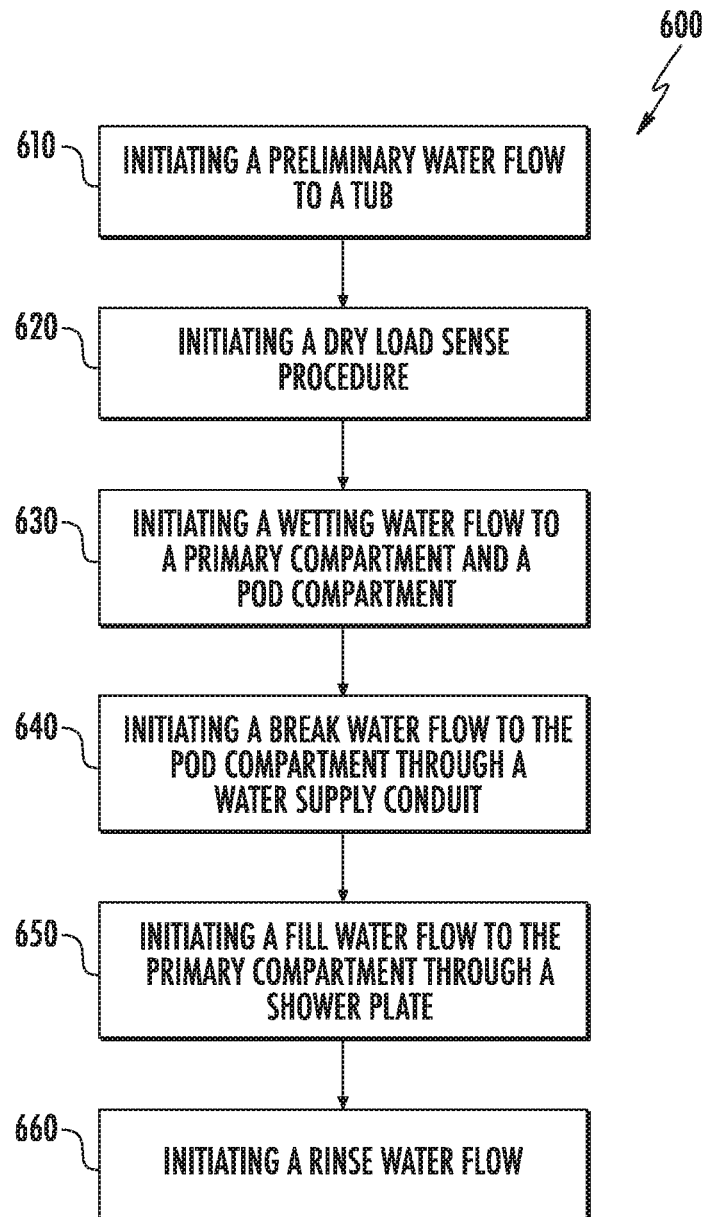 600
610
INITIATING A PRELIMINARY WATER FLOW
TO A TUB
620
INITIATING A DRY LOAD SENSE
PROCEDURE
630
INITIATING A WETTING WATER FLOW TO
A PRIMARY COMPARTMENT AND A
POD COMPARTMENT
640
INITIATING A BREAK WATER FLOW TO THE
POD COMPARTMENT THROUGH A
WATER SUPPLY CONDUIT
650
INITIATING A FILL WATER FLOW TO THE
PRIMARY COMPARTMENT THROUGH A
SHOWER PLATE
660
INITIATING A RINSE WATER FLOW